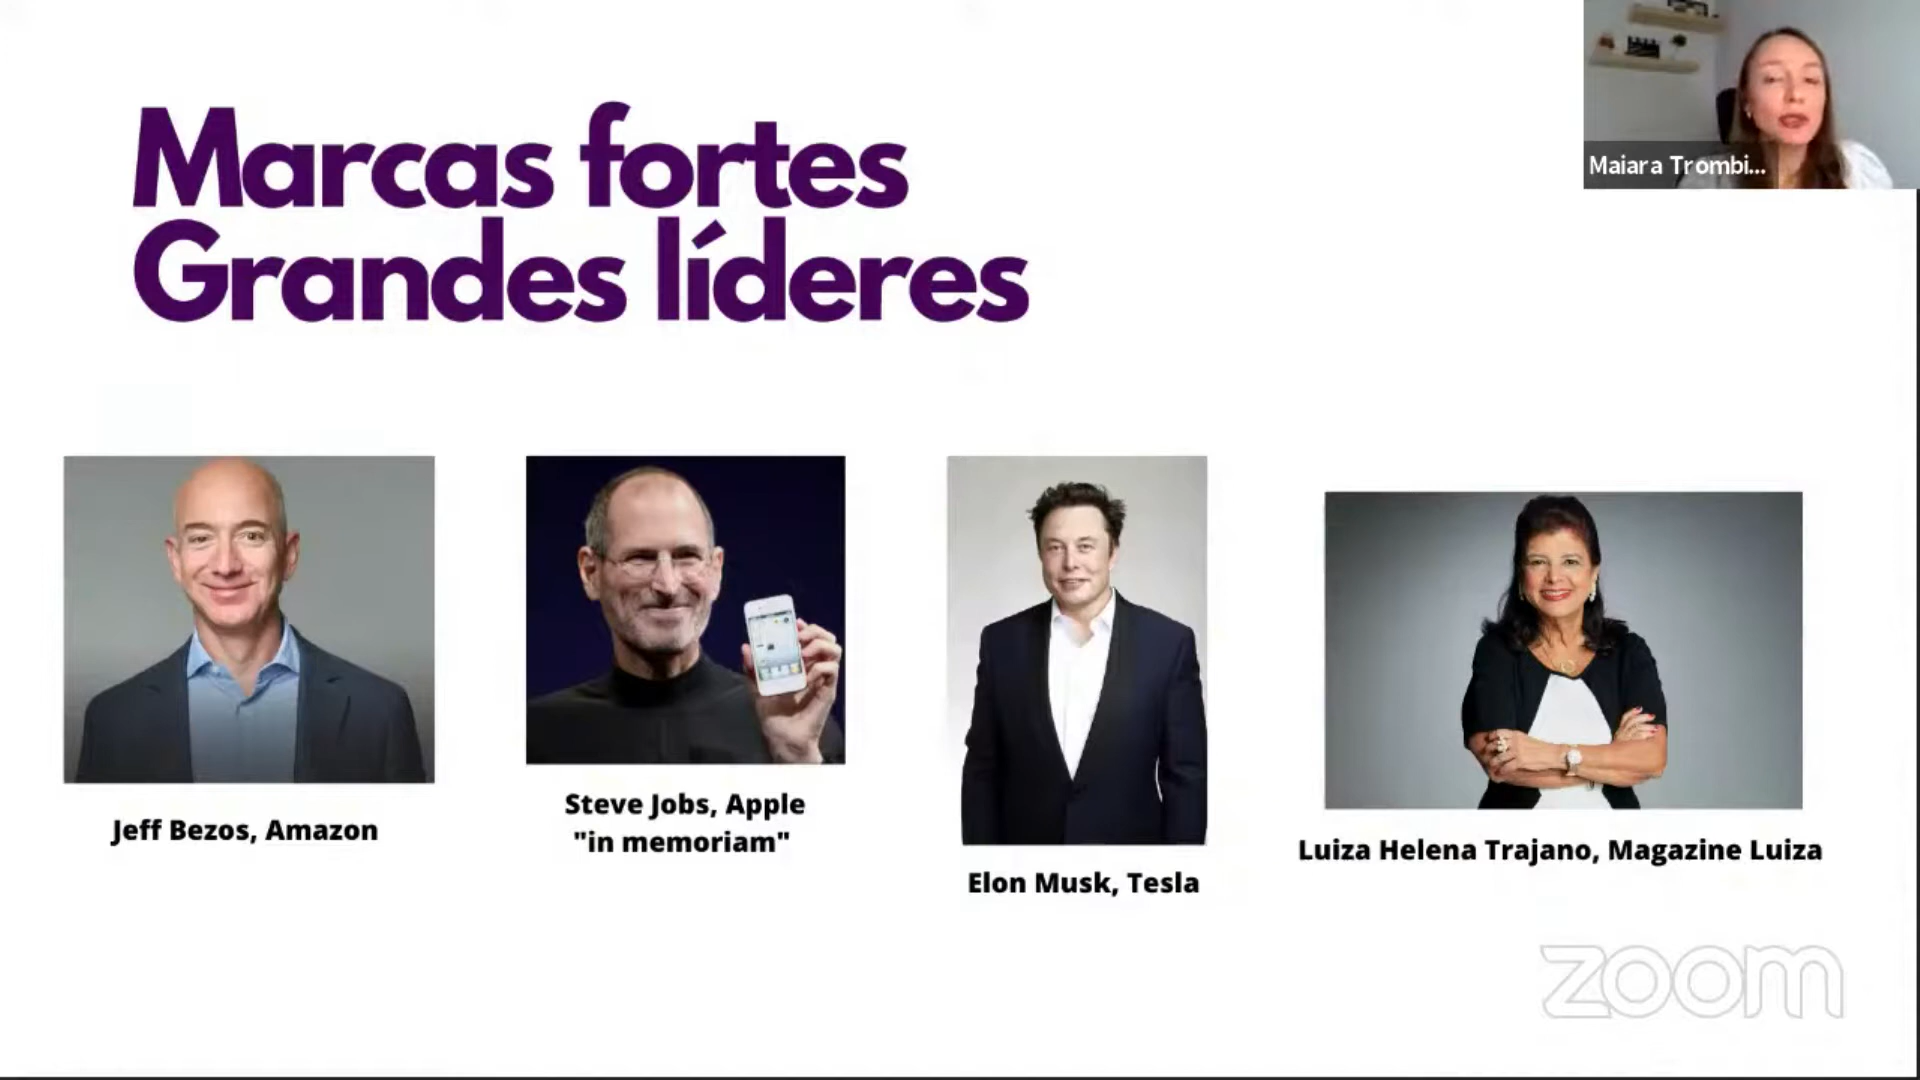 Marcas fortes
Grandes líderes
Maiara Trombi...
Jeff Bezos, Amazon
Steve Jobs, Apple
"in memoriam"
Elon Musk, Tesla
Luiza Helena Trajano, Magazine Luiza
zoom